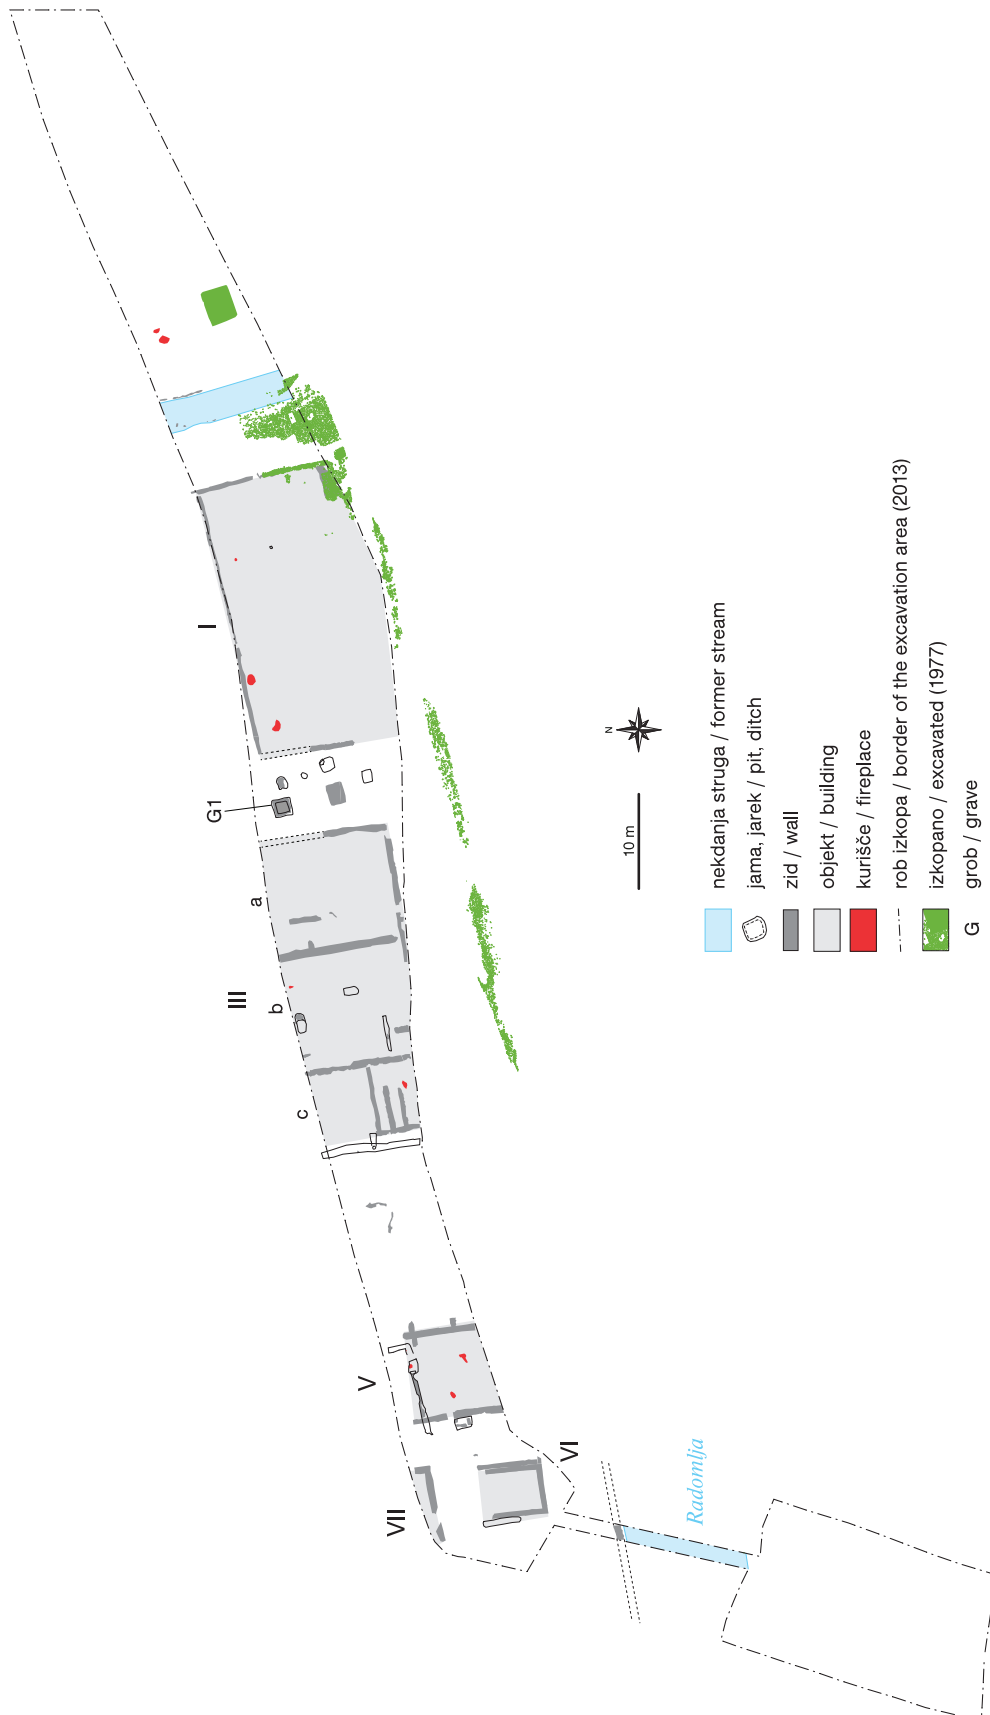 I
G1
a
III
b
c
V
VII
VI
Radomlja
N
10 m
nekdanja struga / former stream
jama, jarek / pit, ditch
zid / wall
objekt / building
kurišče / fireplace
rob izkopa / border of the excavation area (2013)
izkopano / excavated (1977)
G grob / grave